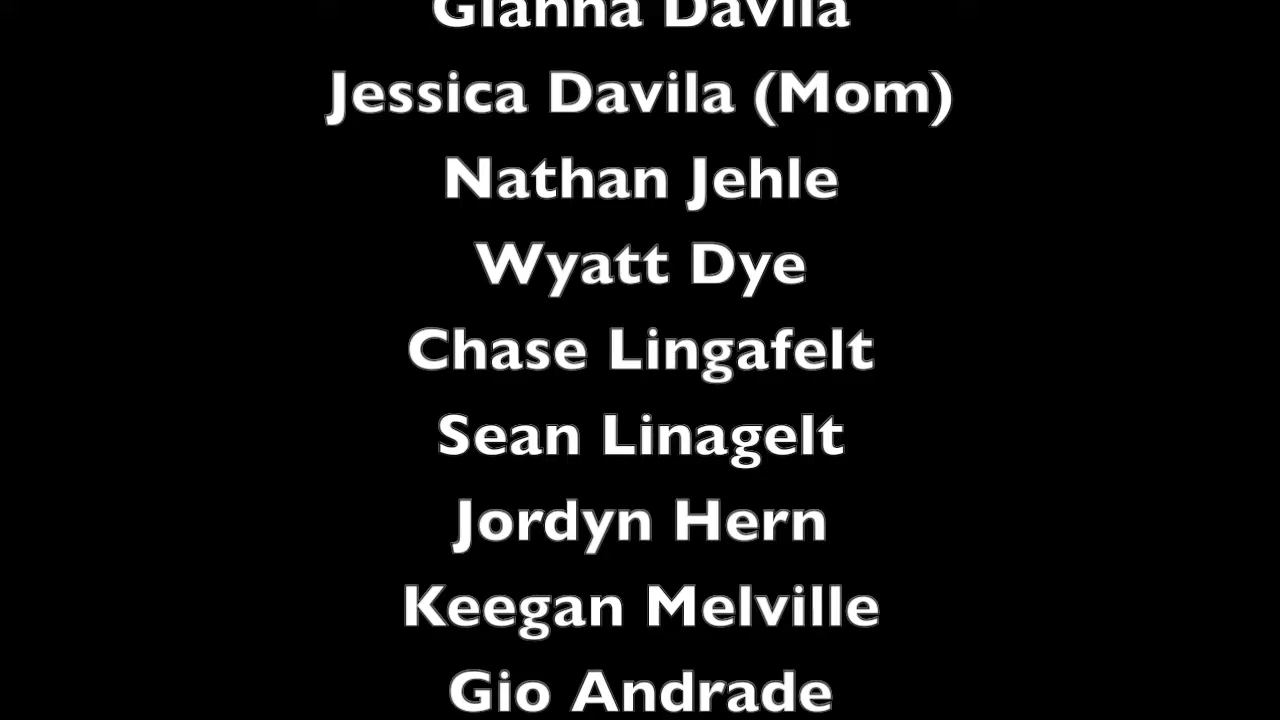 Gianna Davila
Jessica Davila (Mom)
Nathan Jehle
Wyatt Dye
Chase Lingafelt
Sean Linagelt
Jordyn Hern
Keegan Melville
Gio Andrade